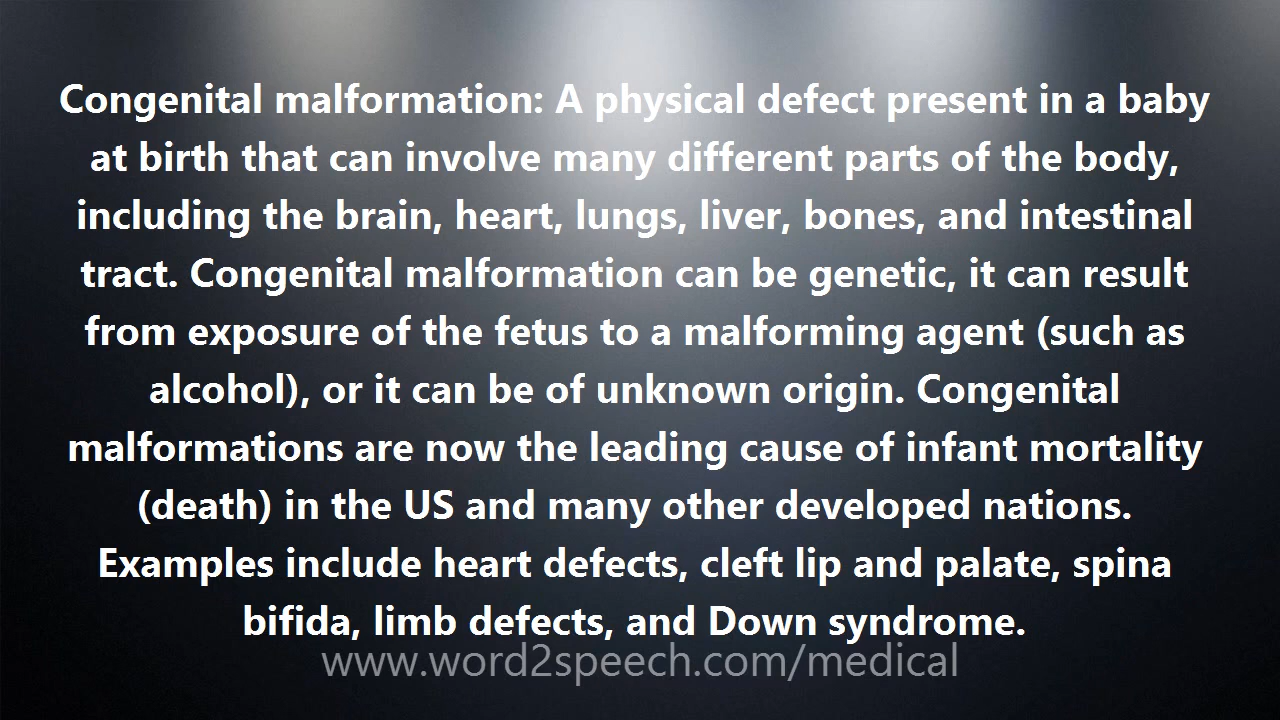 Congenital malformation: A physical defect present in a baby
at birth that can involve many different parts of the body,
including the brain, heart, lungs, liver, bones, and intestinal
tract. Congenital malformation can be genetic, it can result
from exposure of the fetus to a malforming agent (such as
alcohol), or it can be of unknown origin. Congenital
malformations are now the leading cause of infant mortality
(death) in the US and many other developed nations.
Examples include heart defects, cleft lip and palate, spina
bifida, limb defects, and Down syndrome.
www.word2speech.com/medical